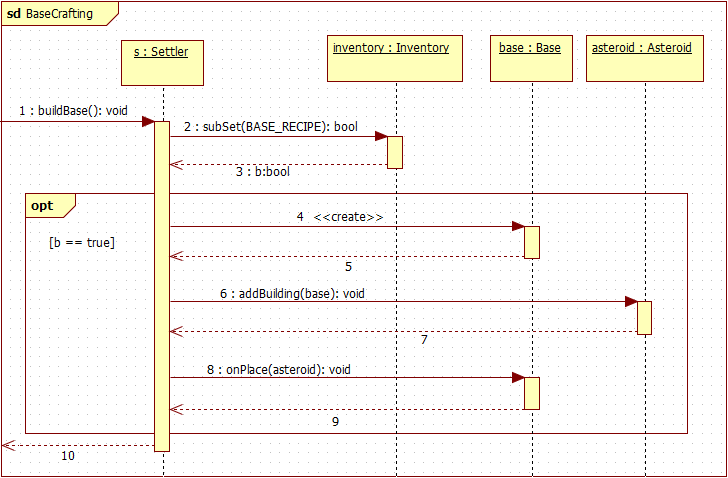 sd BaseCrafting
s : Settler
inventory : Inventory
base : Base
asteroid : Asteroid
1 : buildBase(): void
2 : subSet(BASE_RECIPE): bool
3 : b:bool
opt
4 <<create>>
[b == true]
5
6 : addBuilding(base): void
7
8 : onPlace(asteroid): void
9
10